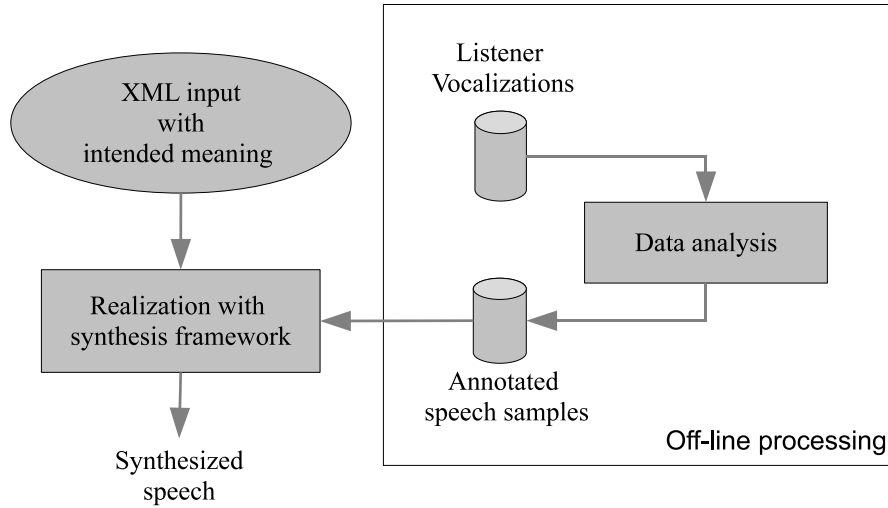 XML input
with
intended meaning
Realization with
synthesis framework
Synthesized
speech
Listener
Vocalizations
Data analysis
Annotated
speech samples
Off-line processing